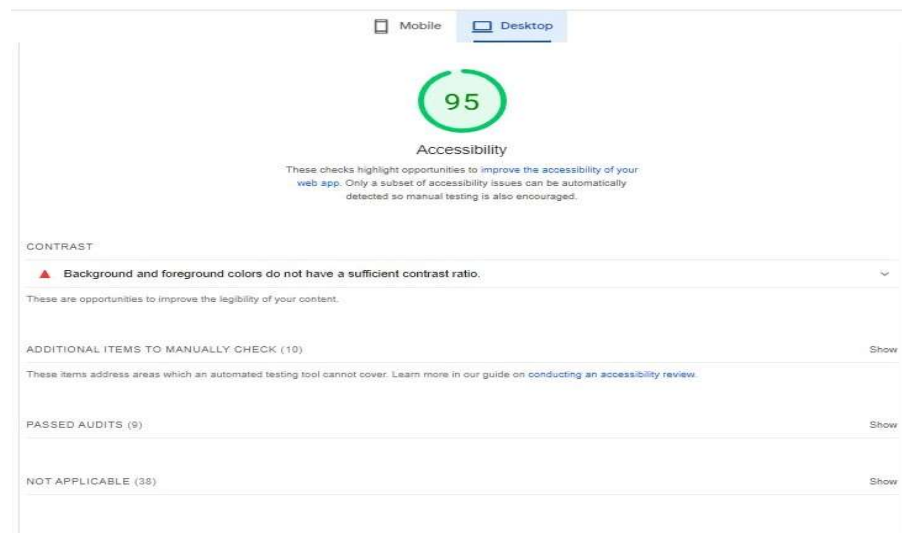 Mobile Desktop
95
Accessibility
These checks highlight opportunities to improve the accessibility of your
web app. Only a subset of accessibility issues can be automatically
detected so manual testing is also encouraged.
CONTRAST
Background and foreground colors do not have a sufficient contrast ratio.
These are opportunities to improve the legibility of your content.
ADDITIONAL ITEMS TO MANUALLY CHECK (10) Show
These items address areas which an automated testing tool cannot cover. Learn more in our guide on conducting an accessibility review.
PASSED AUDITS (9) Show
NOT APPLICABLE (38) Show